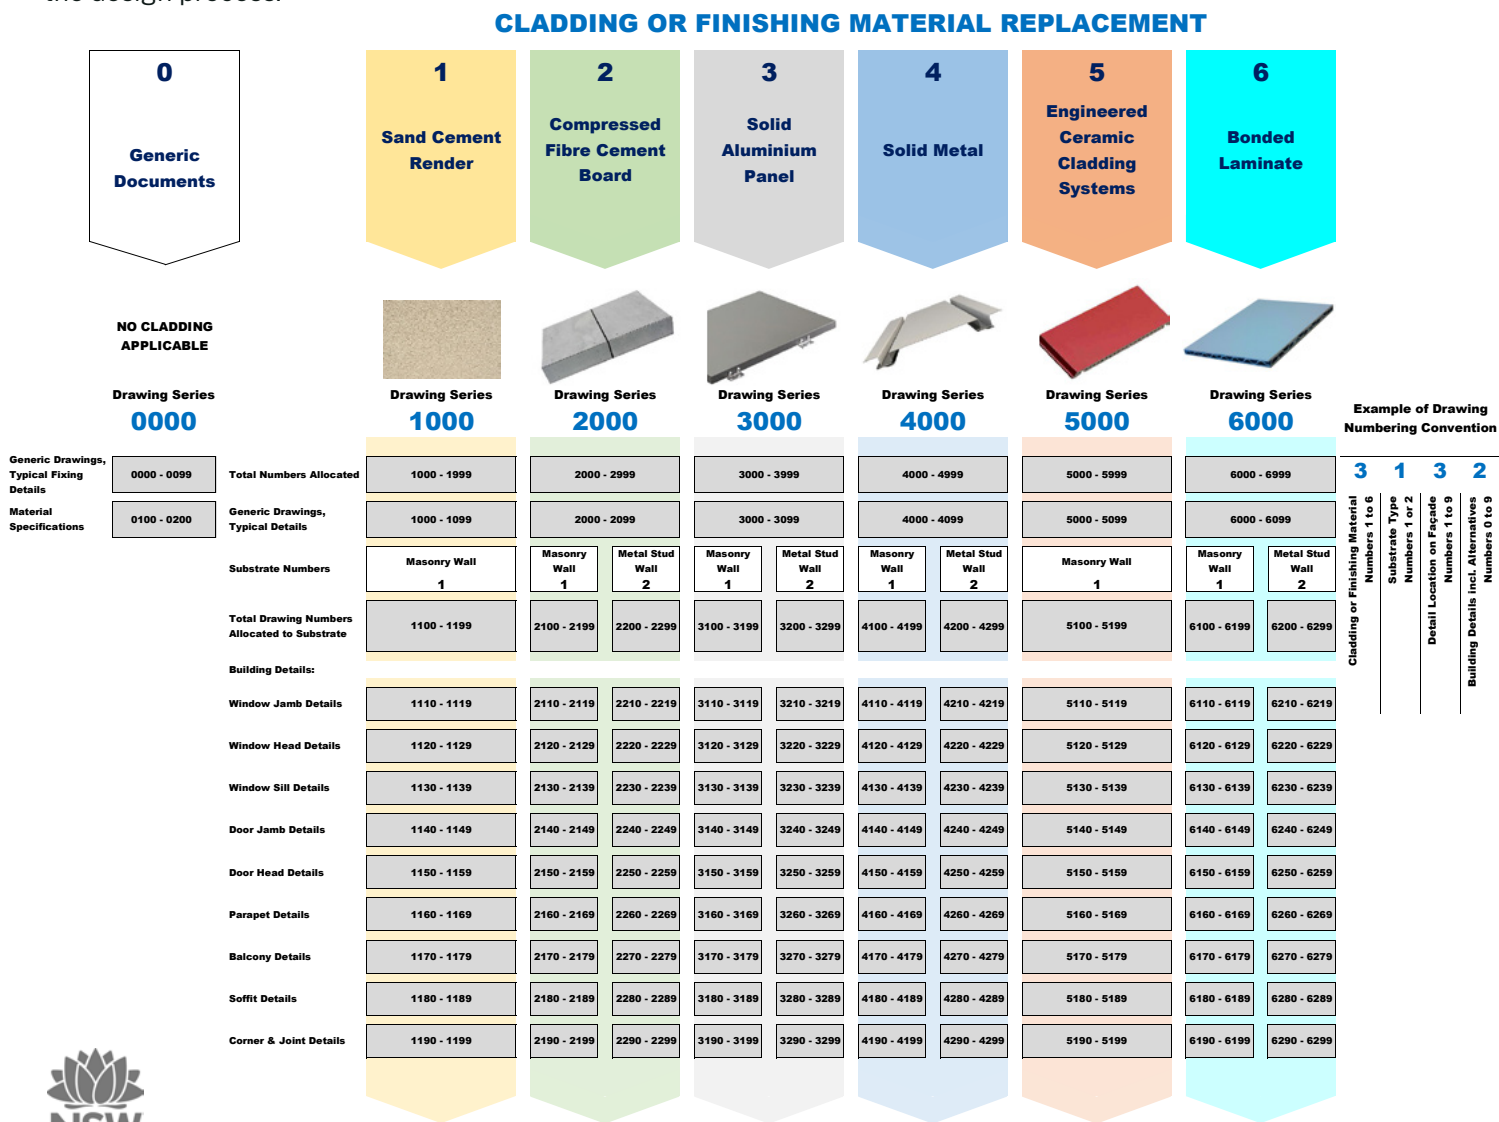 the design process.
CLADDING OR FINISHING MATERIAL REPLACEMENT
0
Generic
Documents
1
Sand Cement
Render
2
Compressed
Fibre Cement
Board
3
Solid
Aluminium
Panel
4
Solid Metal
5
Engineered
Ceramic
Cladding
Systems
6
Bonded
Laminate
NO CLADDING
APPLICABLE
Drawing Series Drawing Series Drawing Series Drawing Series Drawing Series Drawing Series Drawing Series
0000 1000 2000 3000 4000 5000 6000
Example of Drawing
Numbering Convention
Generic Drawings,
Typical Fixing
Details
0000 - 0099
Material
Specifications
0100 - 0200
Total Numbers Allocated 1000 - 1999 2000 - 2999 3000 - 3999 4000 - 4999 5000 - 5999 6000 - 6999
Generic Drawings,
Typical Details
1000 - 1099 2000 - 2099 3000 - 3099 4000 - 4099 5000 - 5099 6000 - 6099
Substrate Numbers
Masonry Wall
1
Masonry
Wall
1
Metal Stud
Wall
2
Masonry
Wall
1
Metal Stud
Wall
2
Masonry
Wall
1
Metal Stud
Wall
2
Masonry Wall
1
Masonry
Wall
1
Metal Stud
Wall
2
Total Drawing Numbers
Allocated to Substrate
1100 - 1199 2100 - 2199 2200 - 2299 3100 - 3199 3200 - 3299 4100 - 4199 4200 - 4299 5100 - 5199 6100 - 6199 6200 - 6299
Building Details:
Window Jamb Details 1110 - 1119 2110 - 2119 2210 - 2219 3110 - 3119 3210 - 3219 4110 - 4119 4210 - 4219 5110 - 5119 6110 - 6119 6210 - 6219
Window Head Details 1120 - 1129 2120 - 2129 2220 - 2229 3120 - 3129 3220 - 3229 4120 - 4129 4220 - 4229 5120 - 5129 6120 - 6129 6220 - 6229
Window Sill Details 1130 - 1139 2130 - 2139 2230 - 2239 3130 - 3139 3230 - 3239 4130 - 4139 4230 - 4239 5130 - 5139 6130 - 6139 6230 - 6239
Door Jamb Details 1140 - 1149 2140 - 2149 2240 - 2249 3140 - 3149 3240 - 3249 4140 - 4149 4240 - 4249 5140 - 5149 6140 - 6149 6240 - 6249
Door Head Details 1150 - 1159 2150 - 2159 2250 - 2259 3150 - 3159 3250 - 3259 4150 - 4159 4250 - 4259 5150 - 5159 6150 - 6159 6250 - 6259
Parapet Details 1160 - 1169 2160 - 2169 2260 - 2269 3160 - 3169 3260 - 3269 4160 - 4169 4260 - 4269 5160 - 5169 6160 - 6169 6260 - 6269
Balcony Details 1170 - 1179 2170 - 2179 2270 - 2279 3170 - 3179 3270 - 3279 4170 - 4179 4270 - 4279 5170 - 5179 6170 - 6179 6270 - 6279
Soffit Details 1180 - 1189 2180 - 2189 2280 - 2289 3180 - 3189 3280 - 3289 4180 - 4189 4280 - 4289 5180 - 5189 6180 - 6189 6280 - 6289
Corner & Joint Details 1190 - 1199 2190 - 2199 2290 - 2299 3190 - 3199 3290 - 3299 4190 - 4199 4290 - 4299 5190 - 5199 6190 - 6199 6290 - 6299
3 1 3 2
Cladding or Finishing Material
Numbers 1 to 6
Substrate Type
Numbers 1 or 2
Detail Location on Façade
Numbers 1 to 9
Building Details incl. Alternatives
Numbers 0 to 9
NSW